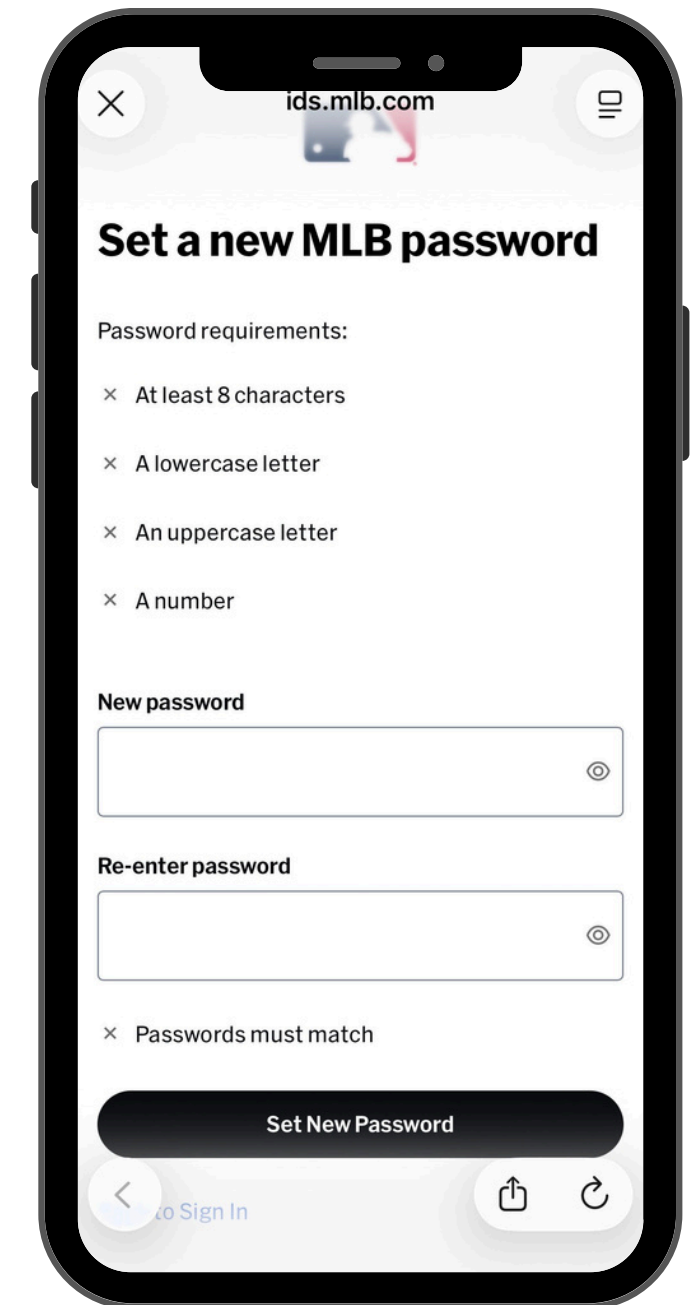 ids.mlb.com
Set a new MLB password
Password requirements:
× At least 8 characters
× A lowercase letter
× An uppercase letter
× A number
New password
Re-enter password
× Passwords must match
Set New Password
to Sign In